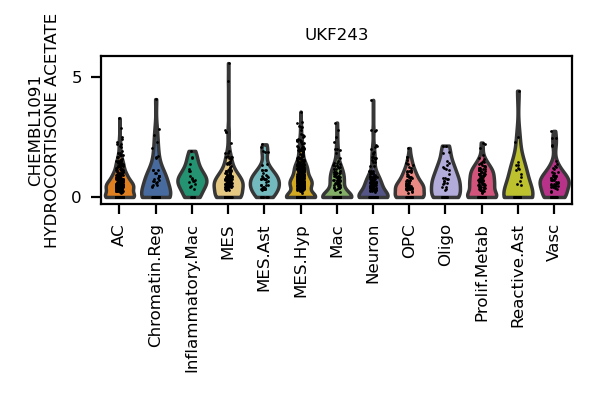 UKF243
CHEMBL1091
HYDROCORTISONE ACETATE
5
0
AC
Chromatin.Reg
Inflammatory.Mac
MES
MES.Ast
MES.Hyp
Mac
Neuron
OPC
Oligo
Prolif.Metab
Reactive.Ast
Vasc